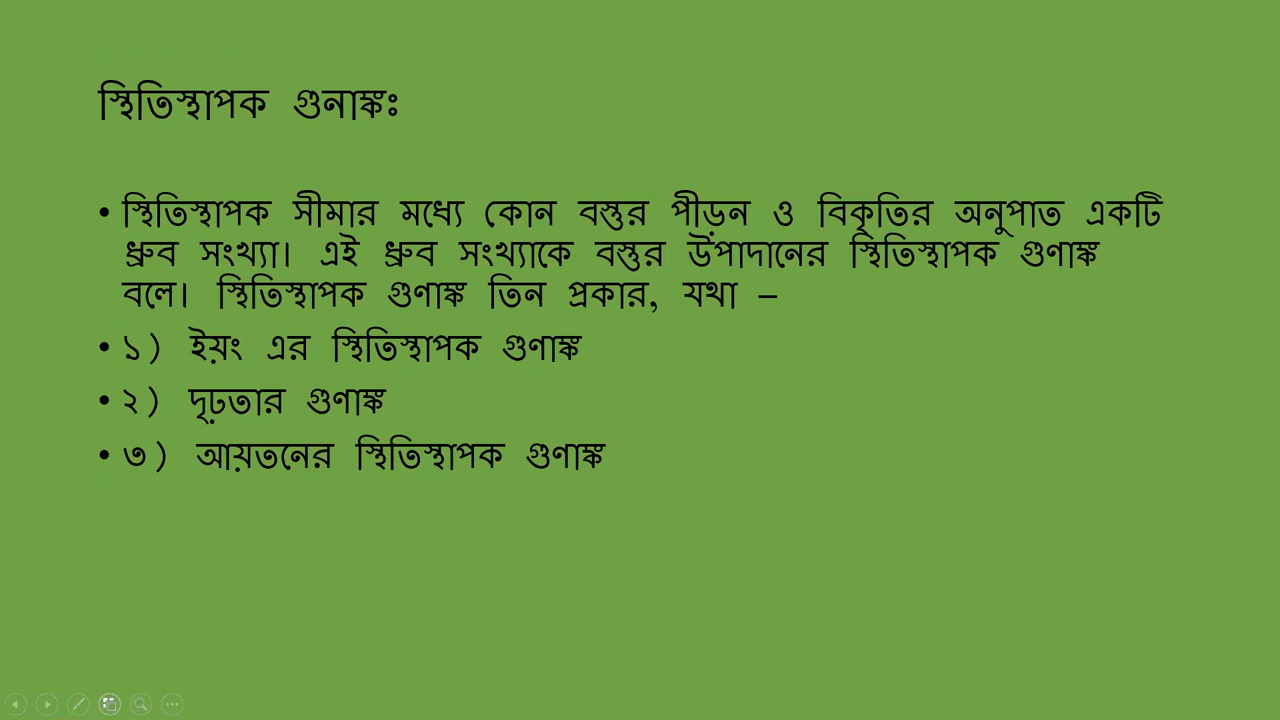 স্থিতিস্থাপক গুনাঙ্কঃ
• স্থিতিস্থাপক সীমার মধ্যে কোন বস্তুর পীড়ন ও বিকৃতির অনুপাত একটি
ধ্রুব সংখ্যা। এই ধ্রুব সংখ্যাকে বস্তুর উপাদানের স্থিতিস্থাপক গুণাঙ্ক
বলে। স্থিতিস্থাপক গুণাঙ্ক তিন প্রকার, যথা –
• ১) ইয়ং এর স্থিতিস্থাপক গুণাঙ্ক
• ২) দৃঢ়তার গুণাঙ্ক
• ৩) আয়তনের স্থিতিস্থাপক গুণাঙ্ক